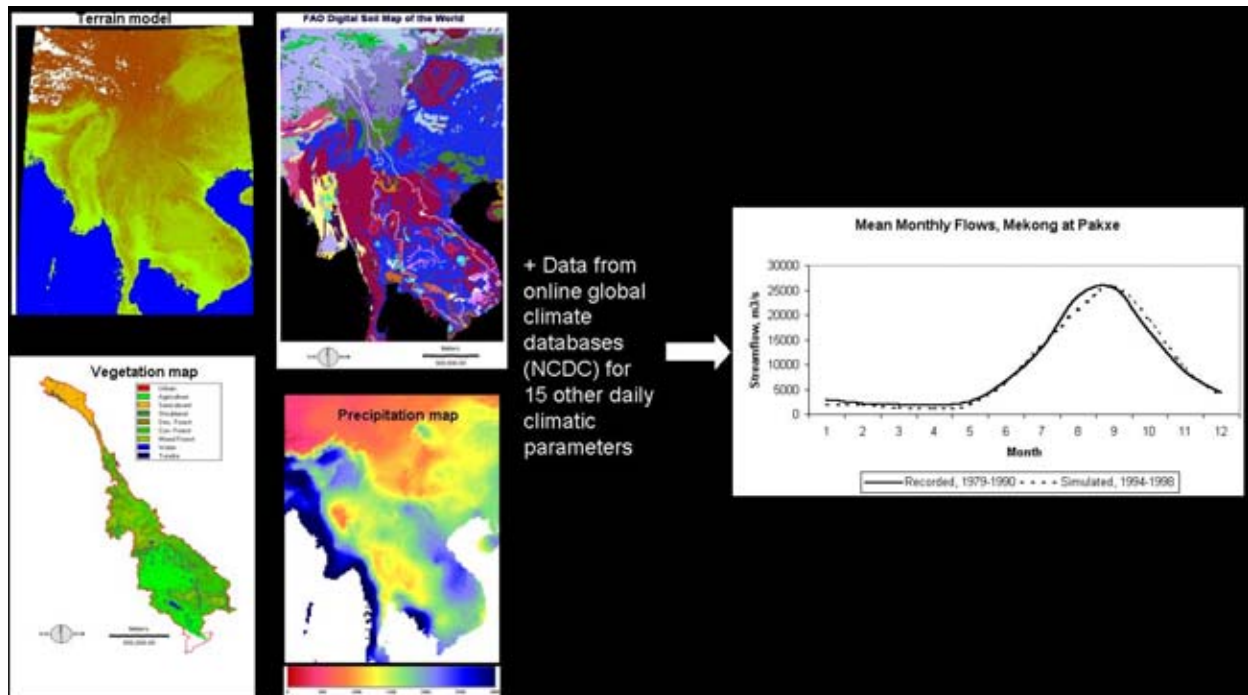 Terrain model
FAO Digital Soil Map of the World
Meters
Vegetation map
Urban
Agriculture
Shrubland
Dec. Forest
Con. Forest
Mixed Forest
Water
Tundra
Meters
Precipitation map
+ Data from
online global
climate
databases
(NCDC) for
15 other daily
climatic
parameters
Mean Monthly Flows, Mekong at Pakxe
Streamflow, m3/s
30000
25000
20000
15000
10000
5000
0
1 2 3 4 5 6 7 8 9 10 11 12
Month
Recorded, 1979-1990 Simulated, 1994-1998